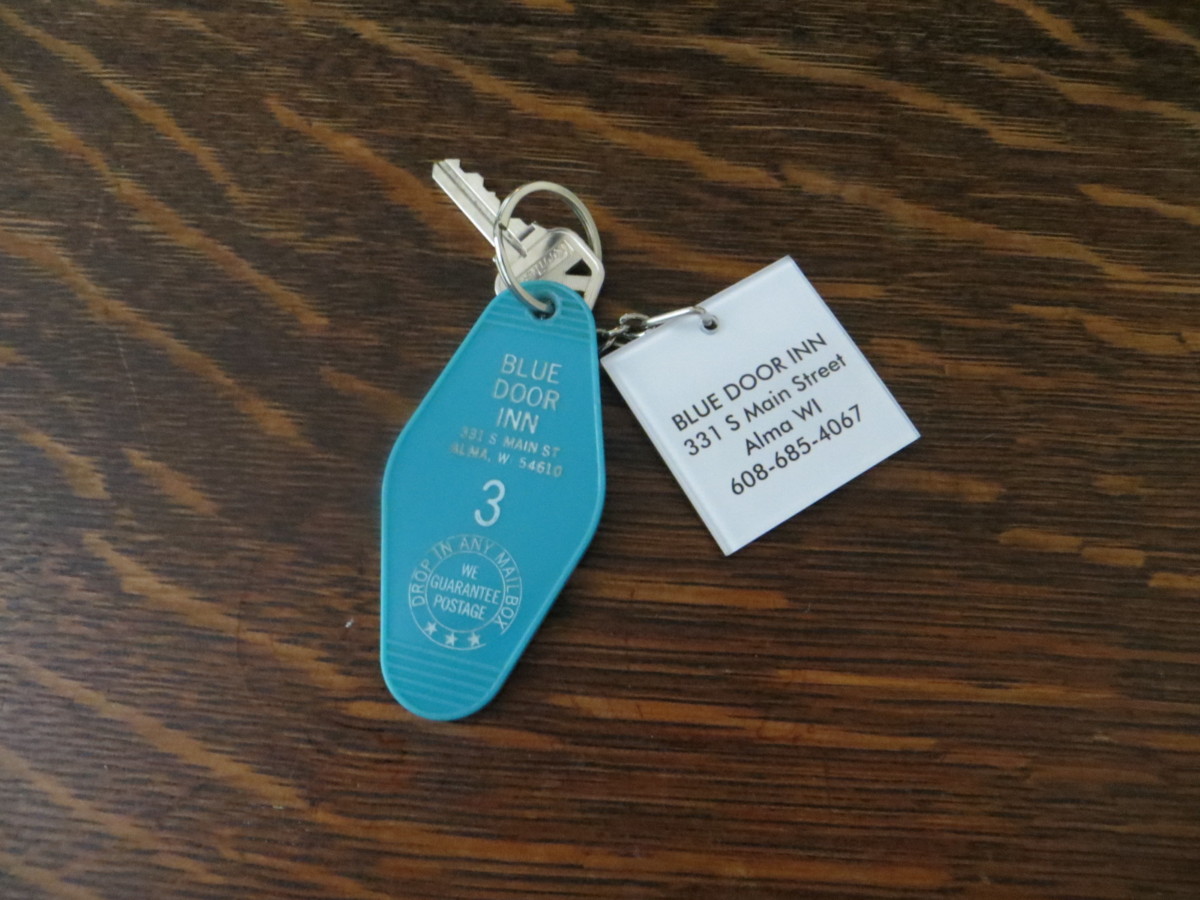 BLUE
DOOR
INN
331 S MAIN ST
ALMA, W 54610
3
DROP IN ANY MAILBOX
WE
GUARANTEE
POSTAGE
BLUE DOOR INN
331 S Main Street
Alma WI
608-685-4067